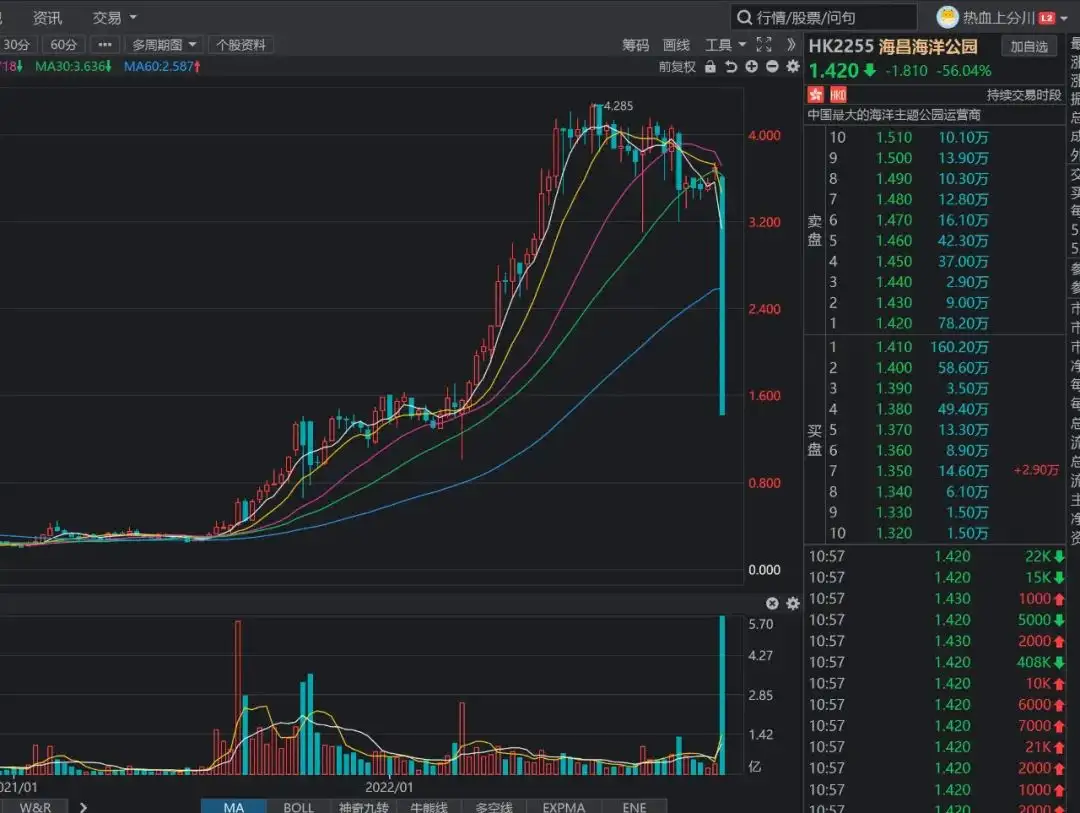 资讯 交易
行情/股票/问句 热血上分川 L2
30分 60分 ••• 多周期图 个股资料
筹码 画线 工具
HK2255 海昌海洋公园 加自选
718↓ MA30:3.636↓ MA60:2.587↑
前复权
1.420 -1.810 -56.04%
HKD 持续交易时段
中国最大的海洋主题公园运营商
4.285
4.000
3.200
2.400
1.600
0.800
0.000
卖盘
10 1.510 10.10万
9 1.500 13.90万
8 1.490 10.30万
7 1.480 12.80万
6 1.470 16.10万
5 1.460 42.30万
4 1.450 37.00万
3 1.440 2.90万
2 1.430 9.00万
1 1.420 78.20万
买盘
1 1.410 160.20万
2 1.400 58.60万
3 1.390 3.50万
4 1.380 49.40万
5 1.370 13.30万
6 1.360 8.90万
7 1.350 14.60万 +2.90万
8 1.340 6.10万
9 1.330 1.50万
10 1.320 1.50万
10:57 1.420 22K
10:57 1.420 15K
10:57 1.430 1000
10:57 1.420 5000
10:57 1.430 2000
10:57 1.420 408K
10:57 1.420 10K
10:57 1.420 6000
10:57 1.420 7000
10:57 1.420 21K
10:57 1.420 2000
10:57 1.420 1000
10:57 1.420 2000
5.70
4.27
2.85
1.42
亿
021/01 2022/01
W&R MA BOLL 神奇九转 牛熊线 多空线 EXPMA ENE